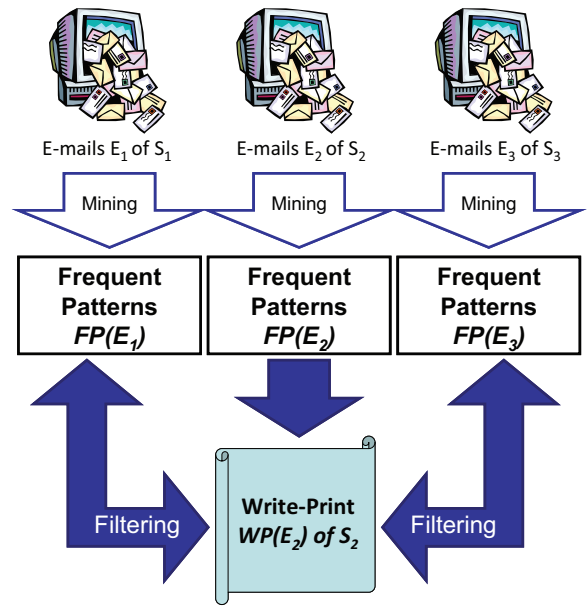 E-mails E₁ of S₁
E-mails E₂ of S₂
E-mails E₃ of S₃
Mining
Mining
Mining
Frequent
Patterns
FP(E₁)
Frequent
Patterns
FP(E₂)
Frequent
Patterns
FP(E₃)
Filtering
Write-Print
WP(E₂) of S₂
Filtering